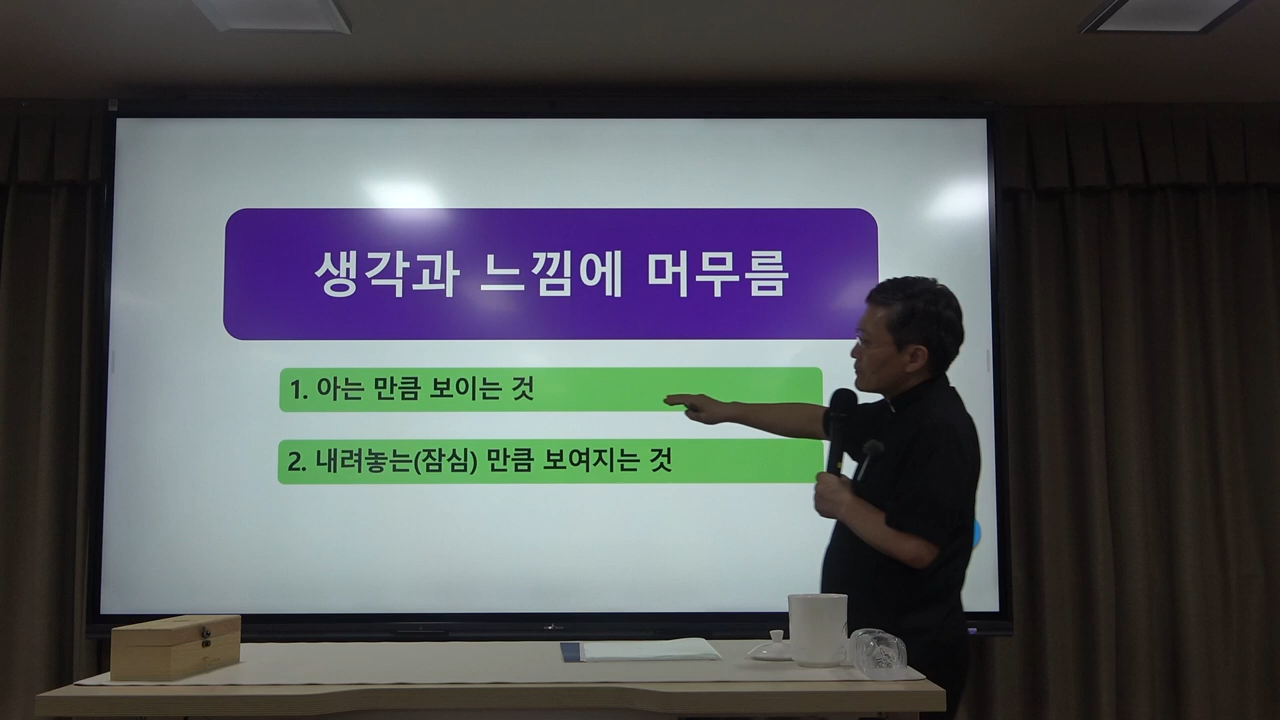 생각과 느낌에 머무름
1. 아는 만큼 보이는 것
2. 내려놓는(잠심) 만큼 보여지는 것